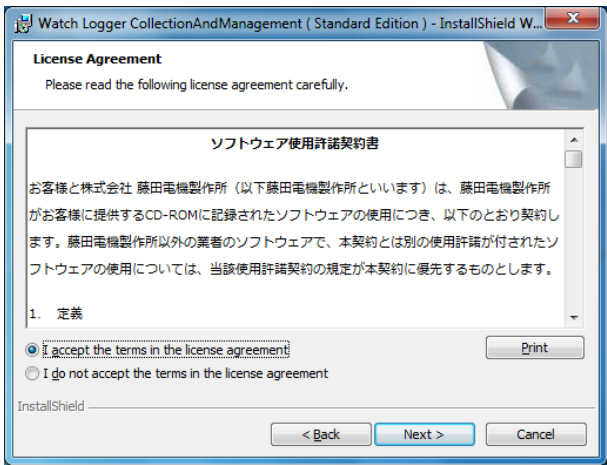 Watch Logger CollectionAndManagement ( Standard Edition ) - InstallShield W...
License Agreement
Please read the following license agreement carefully.
ソフトウェア使用許諾契約書
お客様と株式会社 藤田電機製作所（以下藤田電機製作所といいます）は、藤田電機製作所
がお客様に提供するCD-ROMに記録されたソフトウェアの使用につき、以下のとおり契約し
ます。藤田電機製作所以外の業者のソフトウェアで、本契約とは別の使用許諾が付されたソ
フトウェアの使用については、当該使用許諾契約の規定が本契約に優先するものとします。
1. 定義
I accept the terms in the license agreement
Print
I do not accept the terms in the license agreement
InstallShield
< Back
Next >
Cancel